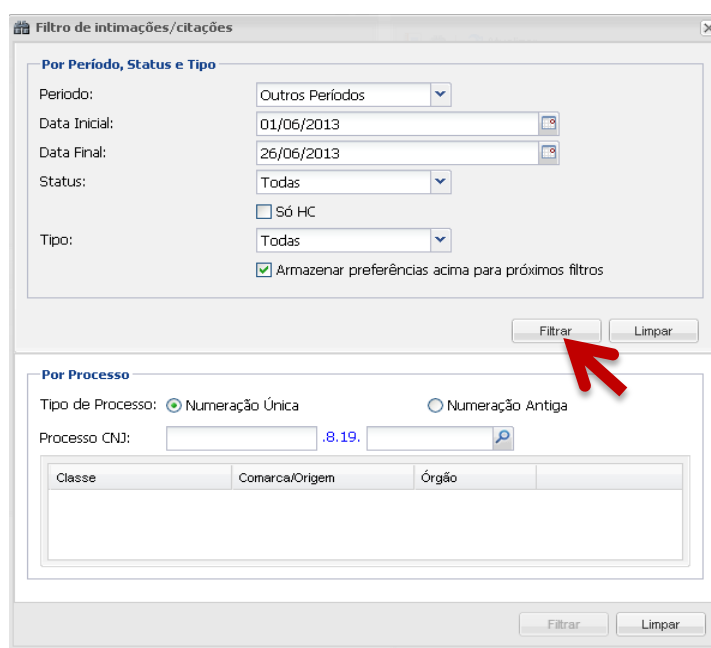 Filtro de intimações/citações
Por Período, Status e Tipo
Periodo: Outros Períodos
Data Inicial: 01/06/2013
Data Final: 26/06/2013
Status: Todas
Só HC
Tipo: Todas
Armazenar preferências acima para próximos filtros
Filtrar Limpar
Por Processo
Tipo de Processo: Numeração Única Numeração Antiga
Processo CNJ: .8.19.
Classe Comarca/Origem Órgão
Filtrar Limpar